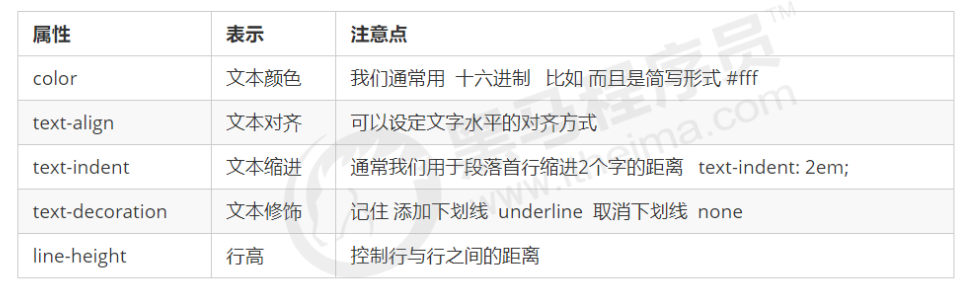 属性 表示 注意点
color 文本颜色 我们通常用 十六进制 比如 而且是简写形式 #fff
text-align 文本对齐 可以设定文字水平的对齐方式
text-indent 文本缩进 通常我们用于段落首行缩进2个字的距离 text-indent: 2em;
text-decoration 文本修饰 记住 添加下划线 underline 取消下划线 none
line-height 行高 控制行与行之间的距离
黑马程序员™
www.itheima.com